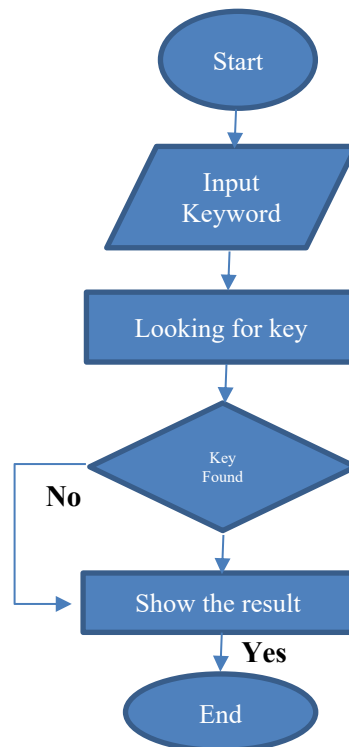 Start
Input
Keyword
Looking for key
Key
Found
No
Show the result
Yes
End